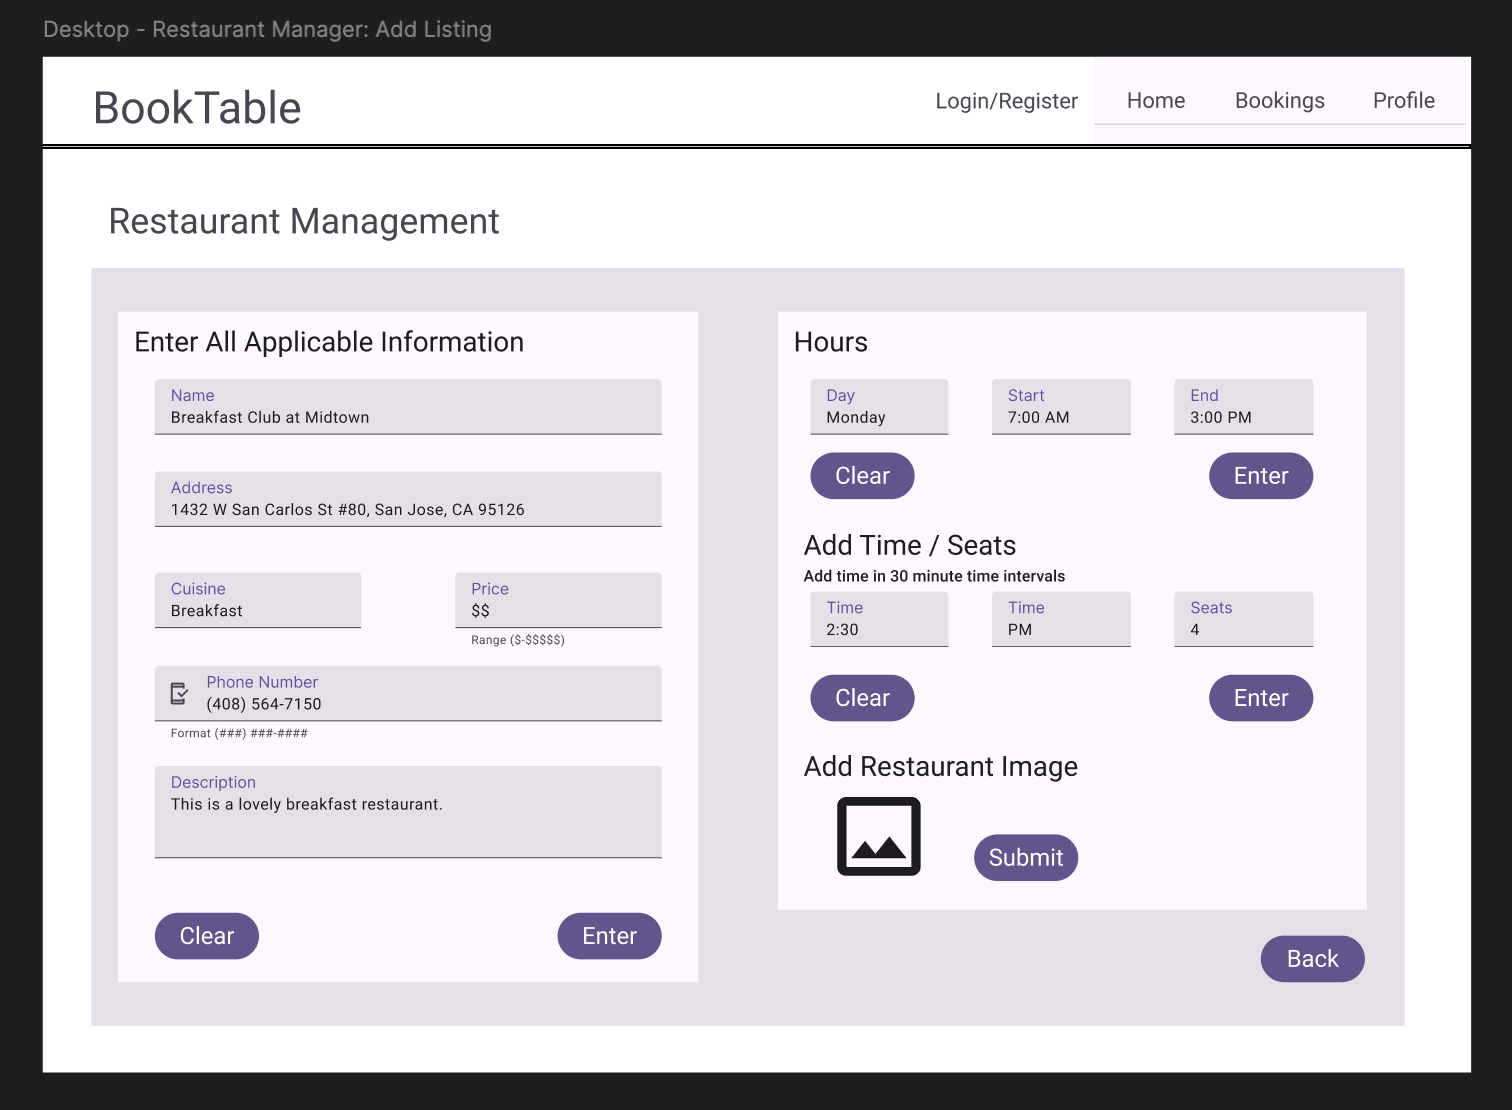 Desktop - Restaurant Manager: Add Listing
BookTable
Login/Register
Home
Bookings
Profile
Restaurant Management
Enter All Applicable Information
Name
Breakfast Club at Midtown
Address
1432 W San Carlos St #80, San Jose, CA 95126
Cuisine
Breakfast
Price
$$
Range ($-$$$$$)
Phone Number
(408) 564-7150
Format (###) ###-####
Description
This is a lovely breakfast restaurant.
Clear
Enter
Hours
Day
Monday
Start
7:00 AM
End
3:00 PM
Clear
Enter
Add Time / Seats
Add time in 30 minute time intervals
Time
2:30
Time
PM
Seats
4
Clear
Enter
Add Restaurant Image
Submit
Back